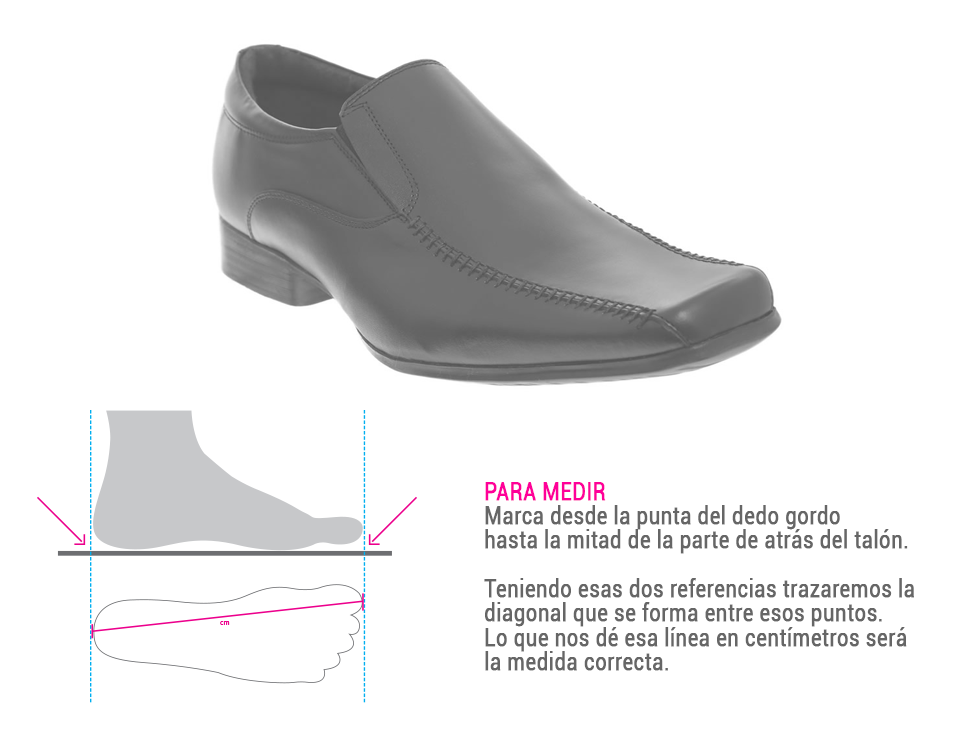 PARA MEDIR
Marca desde la punta del dedo gordo
hasta la mitad de la parte de atrás del talón.
Teniendo esas dos referencias trazaremos la
diagonal que se forma entre esos puntos.
Lo que nos dé esa línea en centímetros será
la medida correcta.
cm